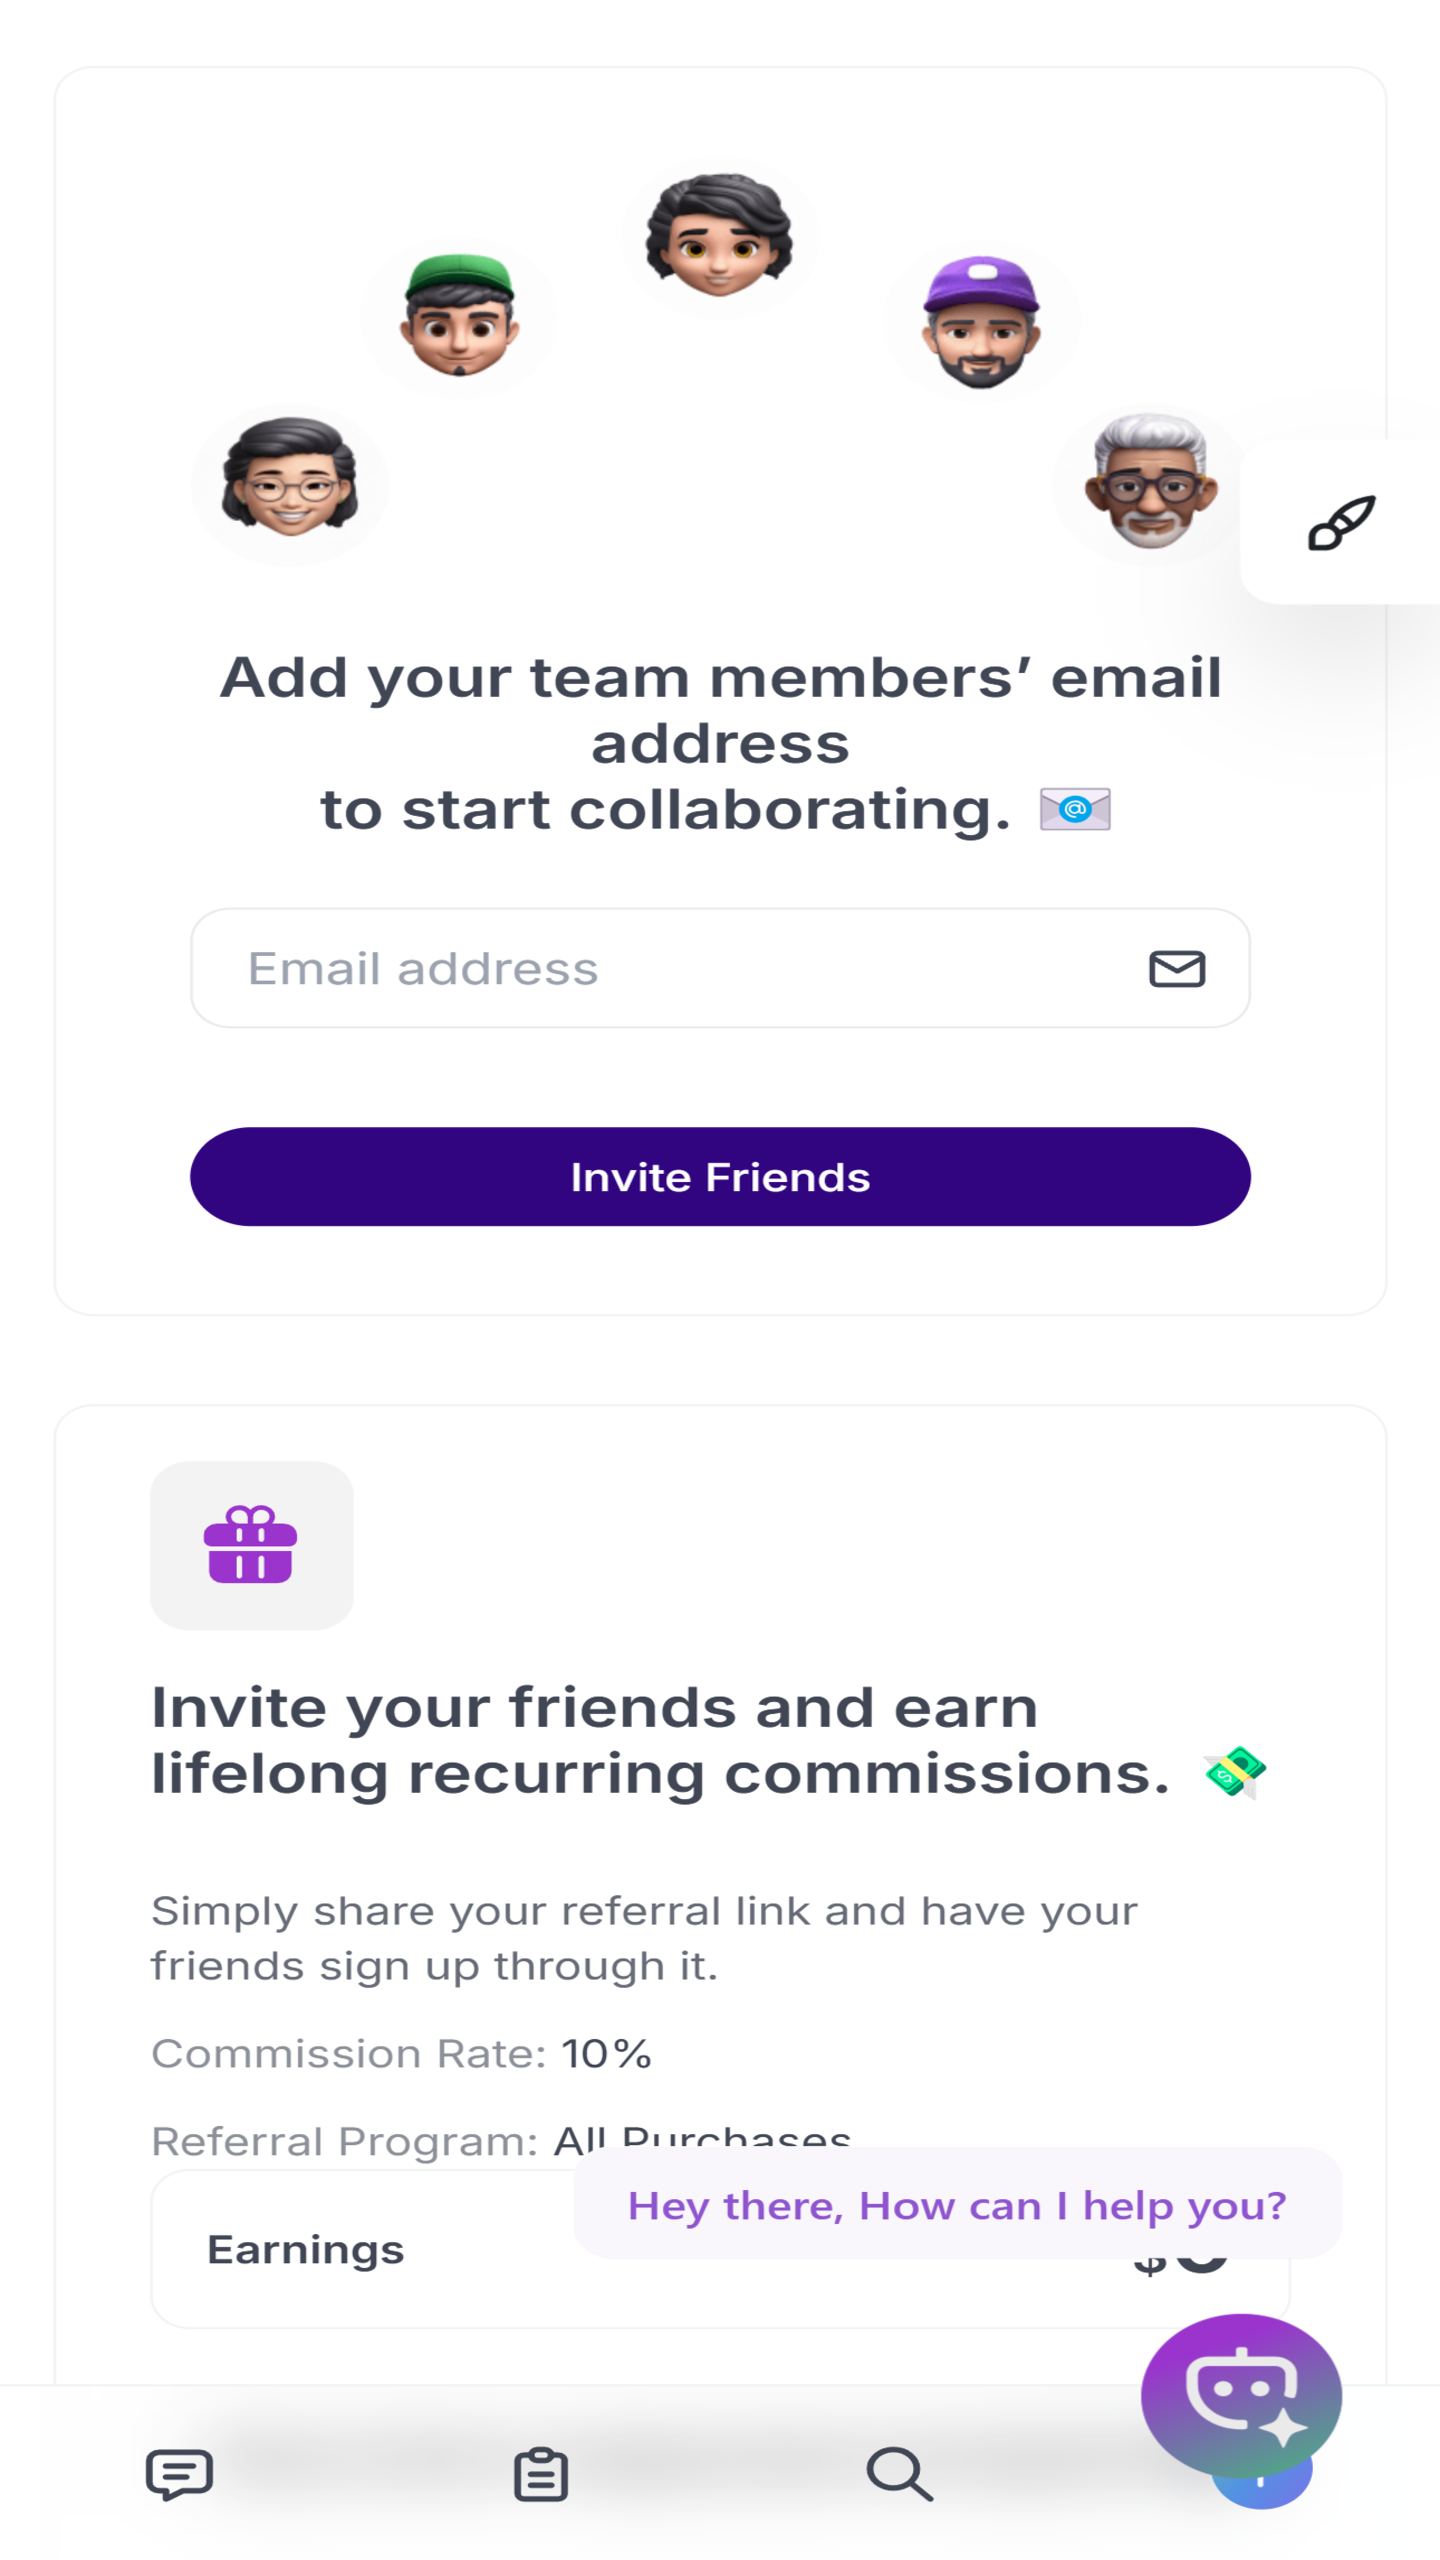 Add your team members’ email
address
to start collaborating.
Email address
Invite Friends
Invite your friends and earn
lifelong recurring commissions.
Simply share your referral link and have your
friends sign up through it.
Commission Rate: 10%
Referral Program: All Purchases
Hey there, How can I help you?
Earnings